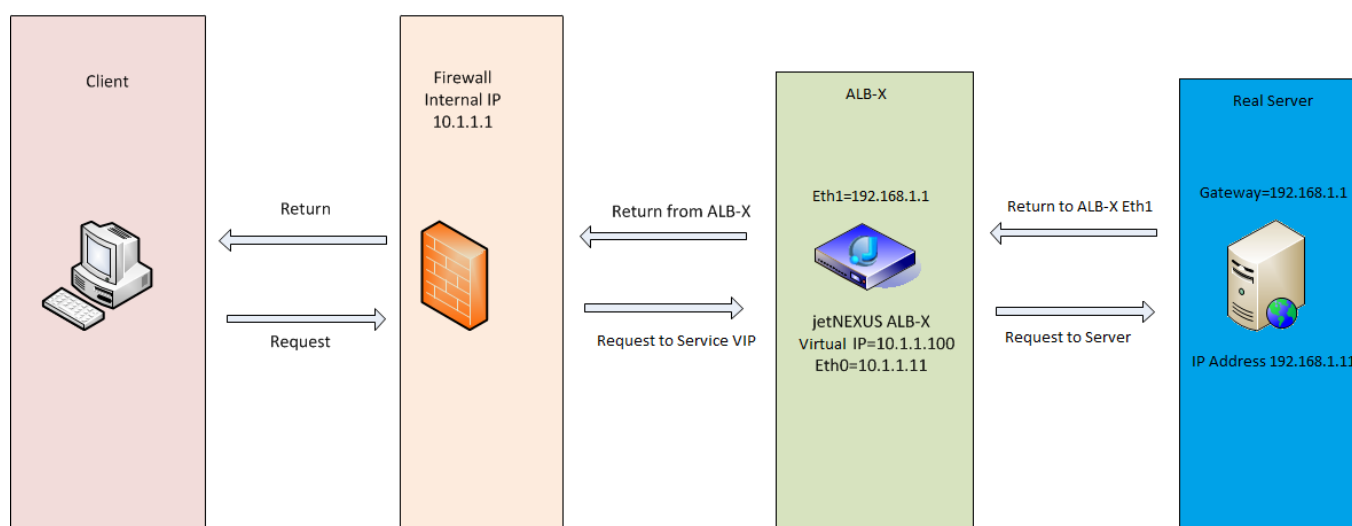 Client
Firewall
Internal IP
10.1.1.1
ALB-X
Real Server
Eth1=192.168.1.1
Gateway=192.168.1.1
Return
Return from ALB-X
Return to ALB-X Eth1
Request
Request to Service VIP
jetNEXUS ALB-X
Virtual IP=10.1.1.100
Eth0=10.1.1.11
Request to Server
IP Address 192.168.1.11